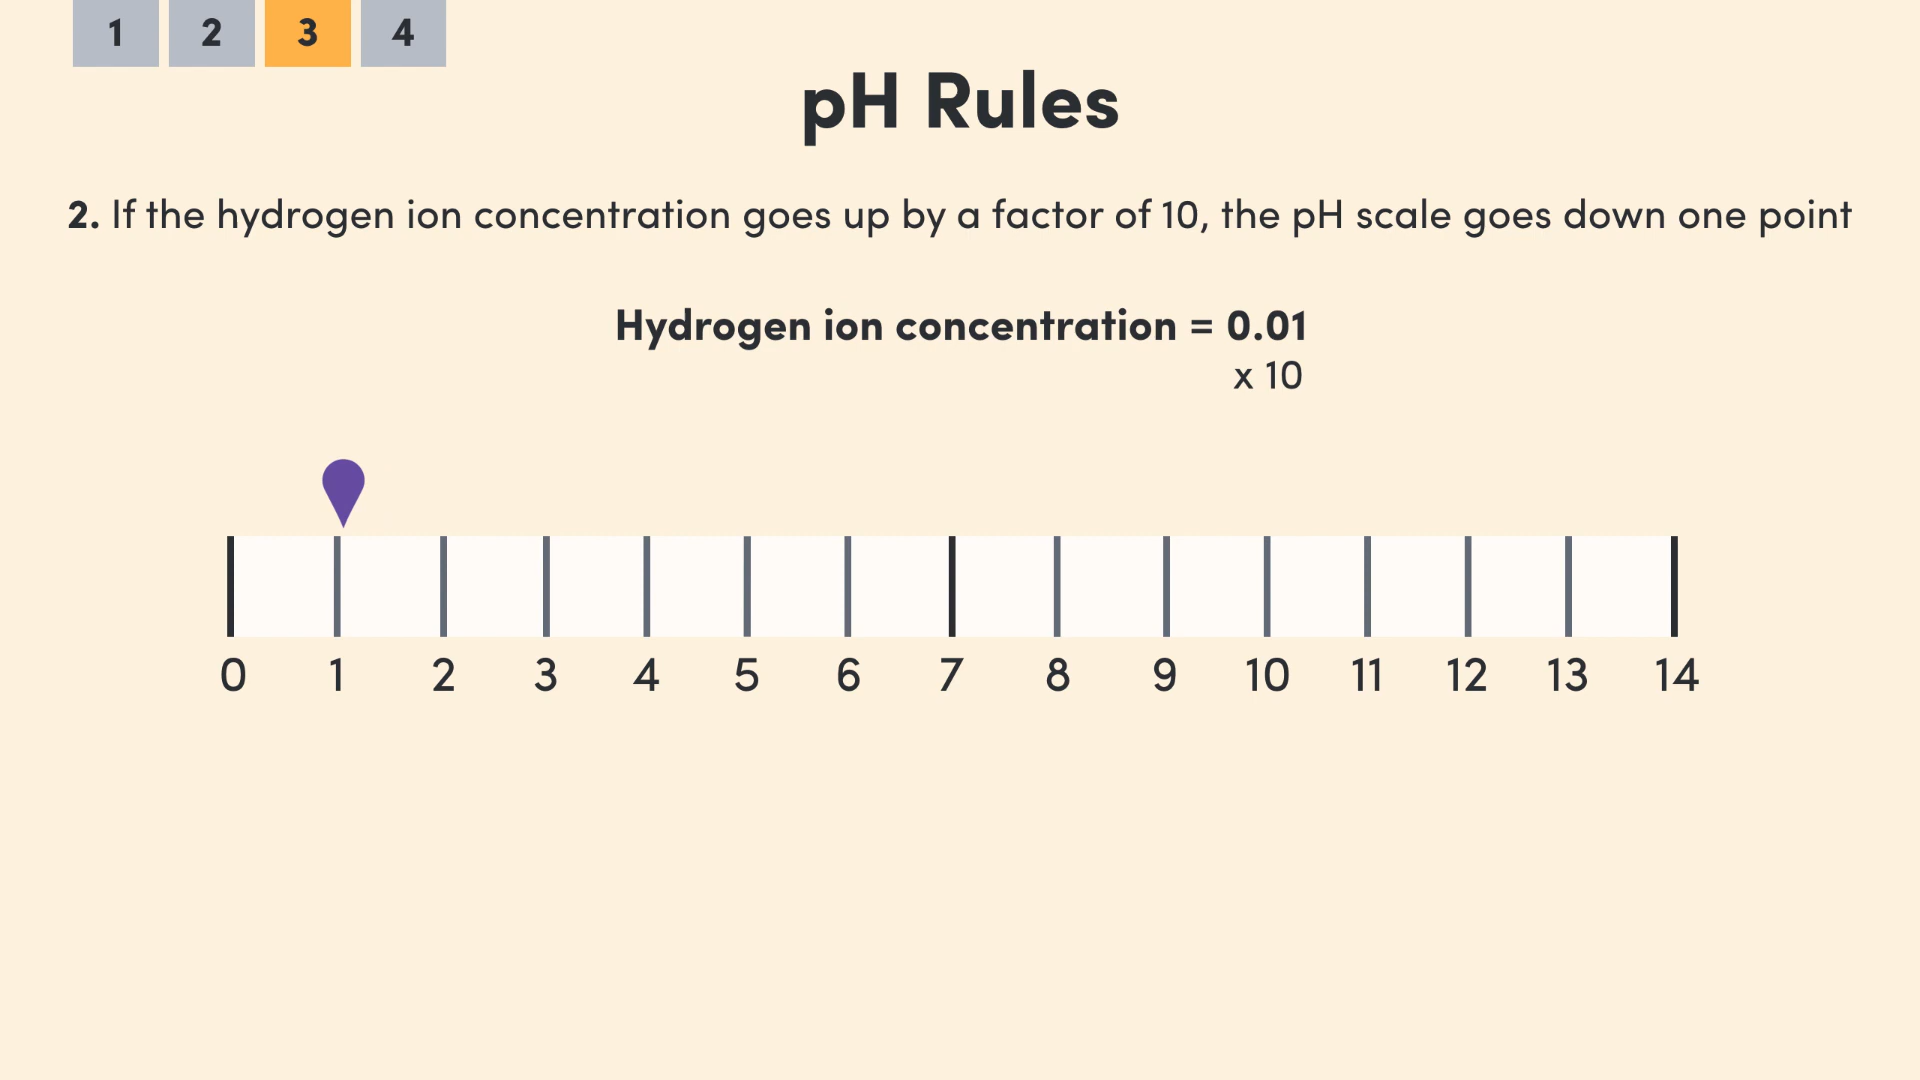 1 2 3 4
pH Rules
2. If the hydrogen ion concentration goes up by a factor of 10, the pH scale goes down one point
Hydrogen ion concentration = 0.01
x 10
0 1 2 3 4 5 6 7 8 9 10 11 12 13 14